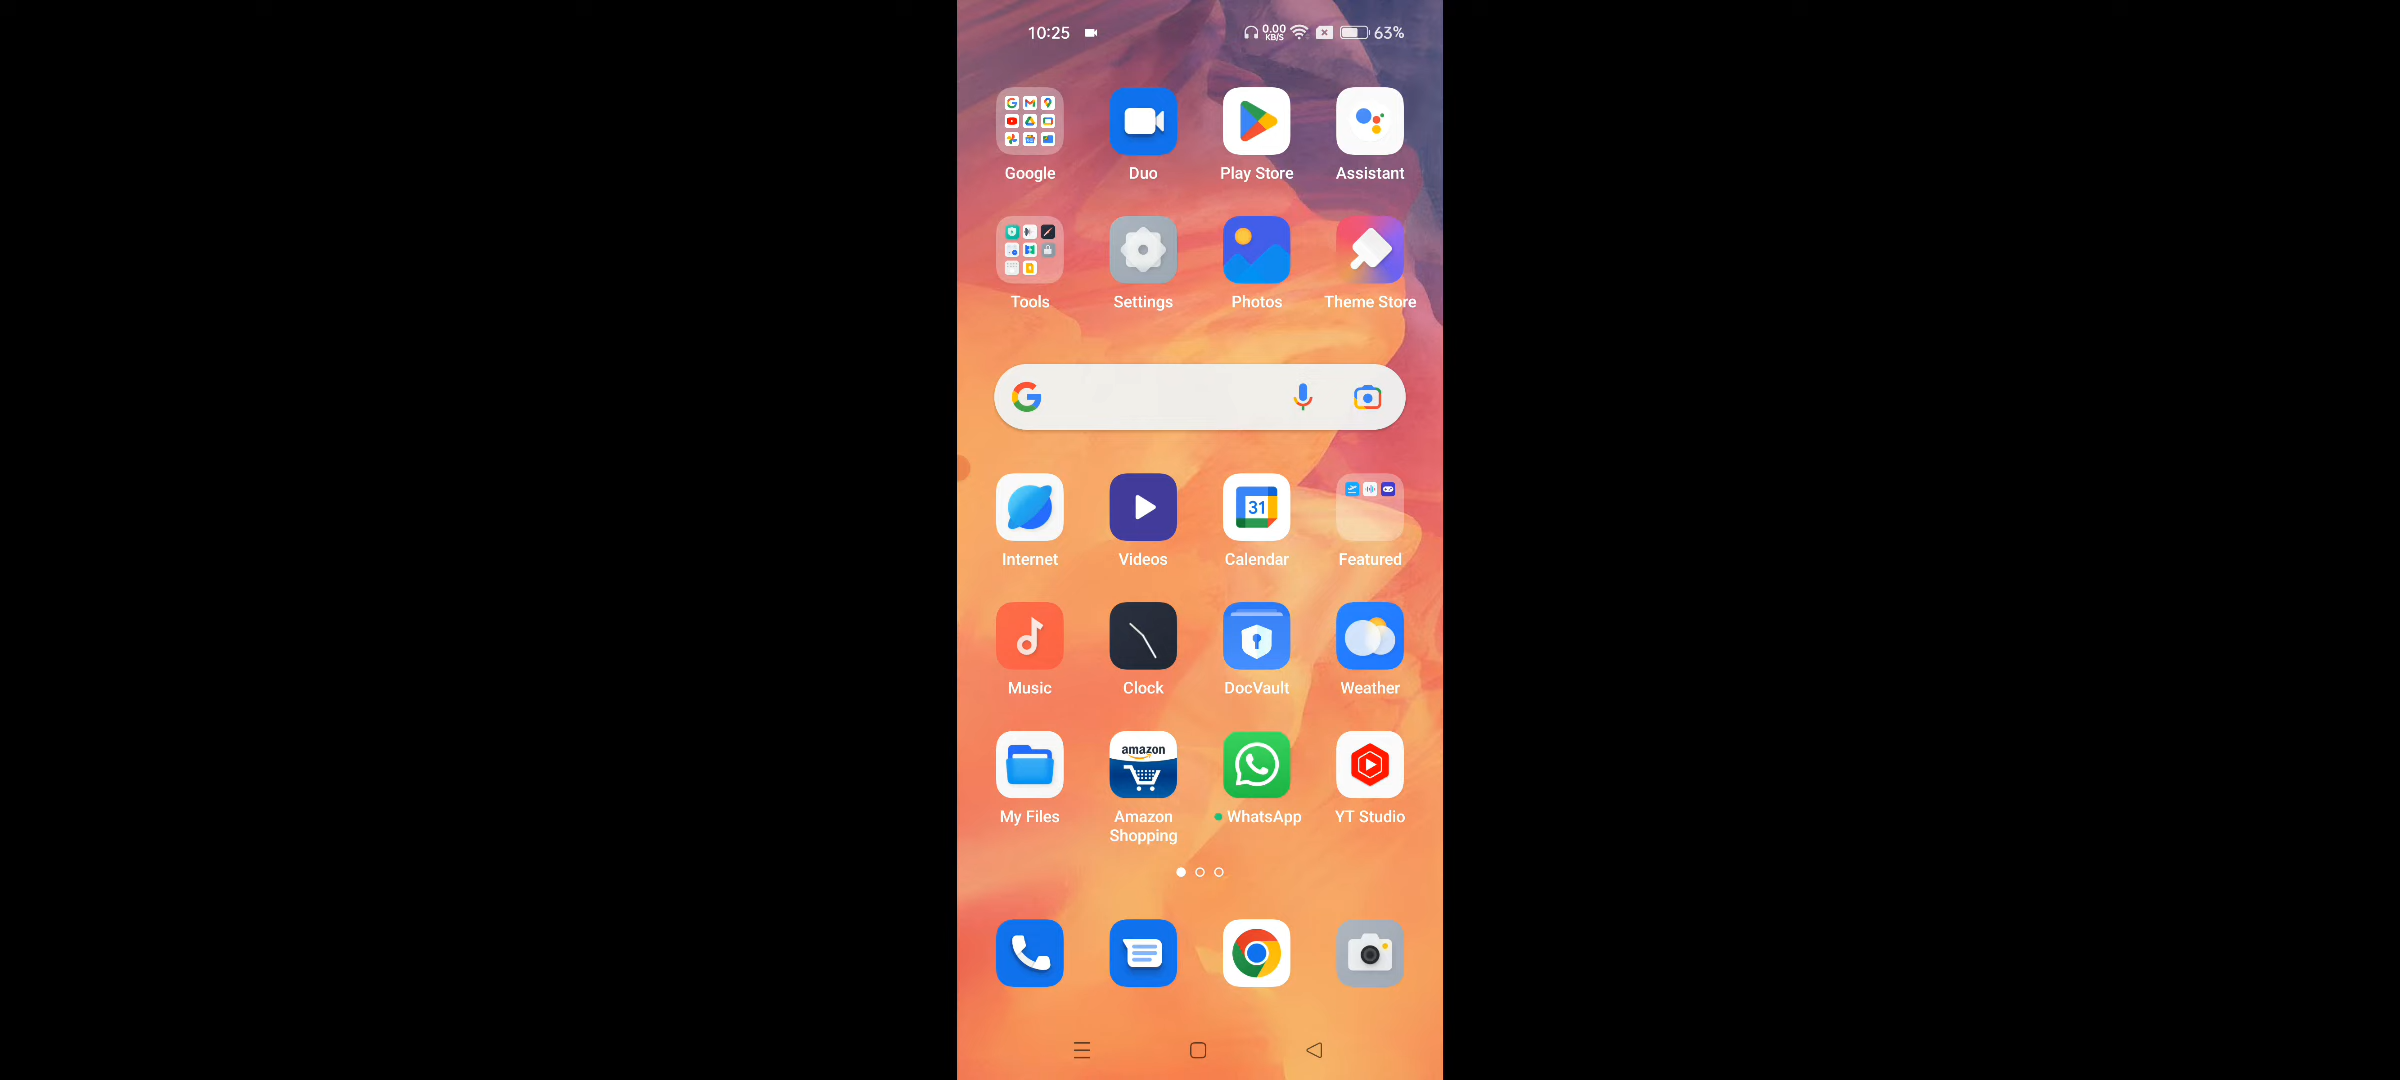 10:25 0.00 KB/S 63%
Google Duo Play Store Assistant
Tools Settings Photos Theme Store
31
Internet Videos Calendar Featured
Music Clock DocVault Weather
amazon
My Files Amazon Shopping WhatsApp YT Studio